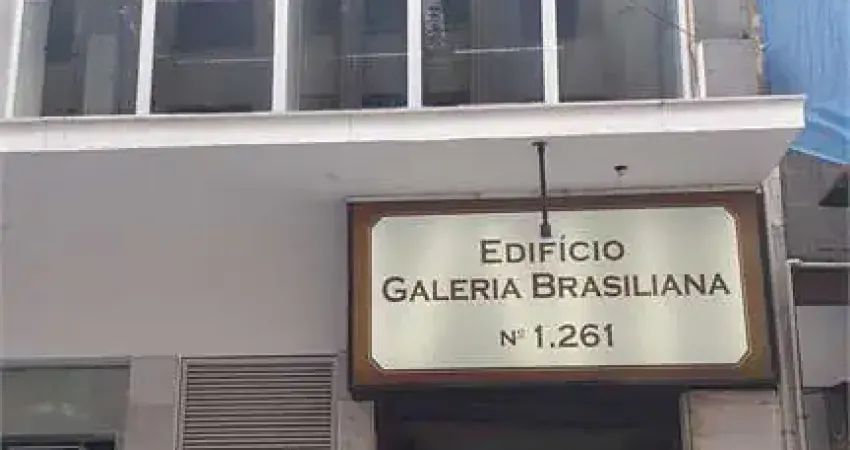 EDIFÍCIO
GALERIA BRASILIANA
Nº 1.261